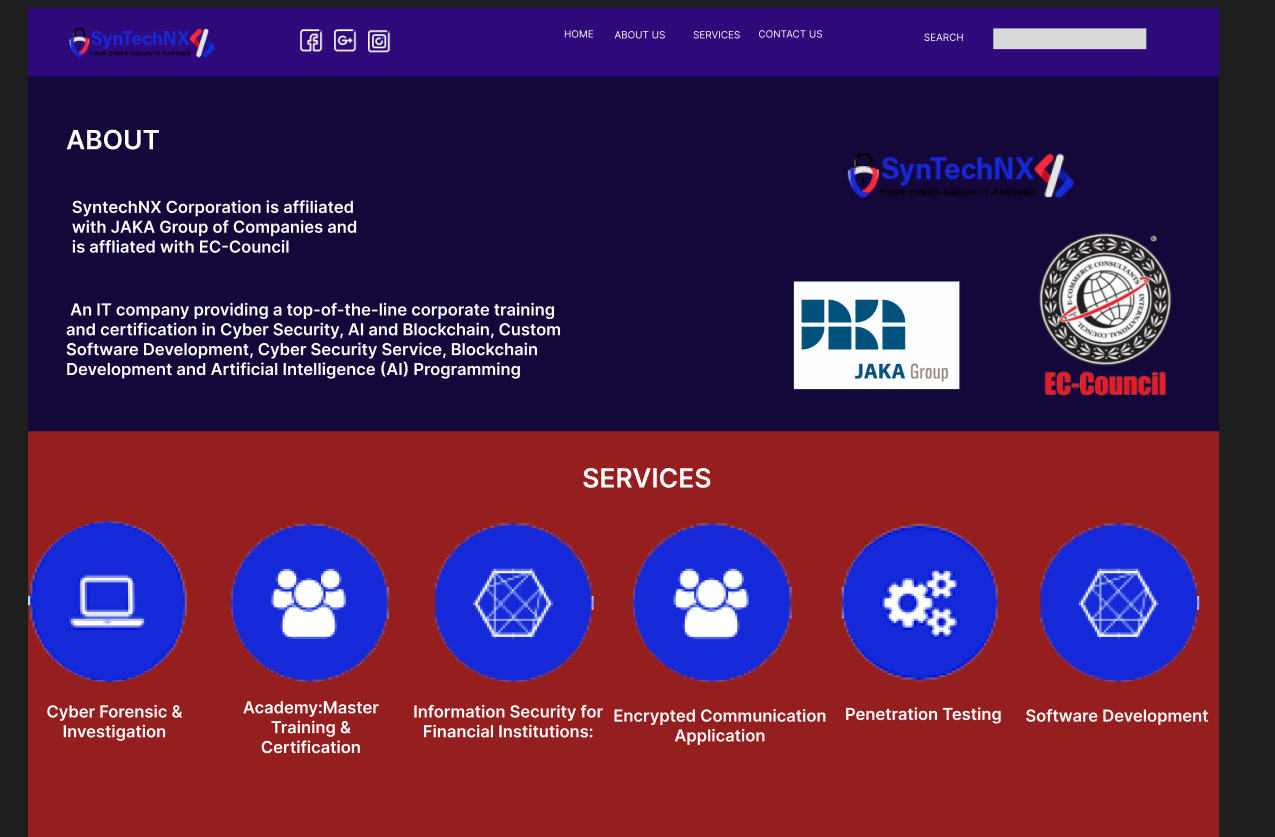 SynTechNX
YOUR CYBER-SECURITY PARTNER
HOME
ABOUT US
SERVICES
CONTACT US
SEARCH
ABOUT
SyntechNX Corporation is affiliated
with JAKA Group of Companies and
is affliated with EC-Council
An IT company providing a top-of-the-line corporate training
and certification in Cyber Security, AI and Blockchain, Custom
Software Development, Cyber Security Service, Blockchain
Development and Artificial Intelligence (AI) Programming
SynTechNX
YOUR CYBER-SECURITY PARTNER
JAKA
JAKA Group
E-COMMERCE CONSULTANTS
INTERNATIONAL COUNCIL OF
®
EC-Council
SERVICES
Cyber Forensic &
Investigation
Academy:Master
Training &
Certification
Information Security for
Financial Institutions:
Encrypted Communication
Application
Penetration Testing
Software Development